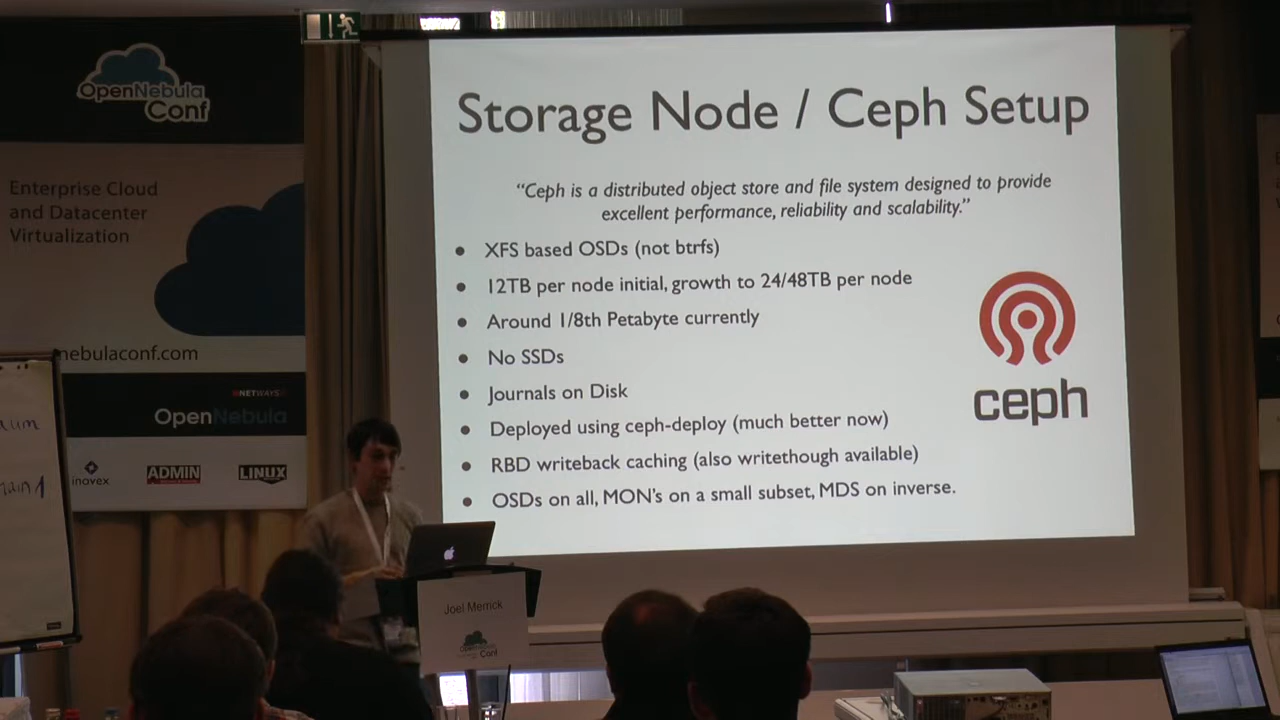 OpenNebula
Conf
Enterprise Cloud
and Datacenter
Virtualization
nebulaconf.com
NETWAYS
OpenNebula
inovex
ADMIN
LINUX
Storage Node / Ceph Setup
“Ceph is a distributed object store and file system designed to provide
excellent performance, reliability and scalability.”
• XFS based OSDs (not btrfs)
• 12TB per node initial, growth to 24/48TB per node
• Around 1/8th Petabyte currently
• No SSDs
• Journals on Disk
• Deployed using ceph-deploy (much better now)
• RBD writeback caching (also writethough available)
• OSDs on all, MON's on a small subset, MDS on inverse.
ceph
Joel Merrick
OpenNebula
Conf